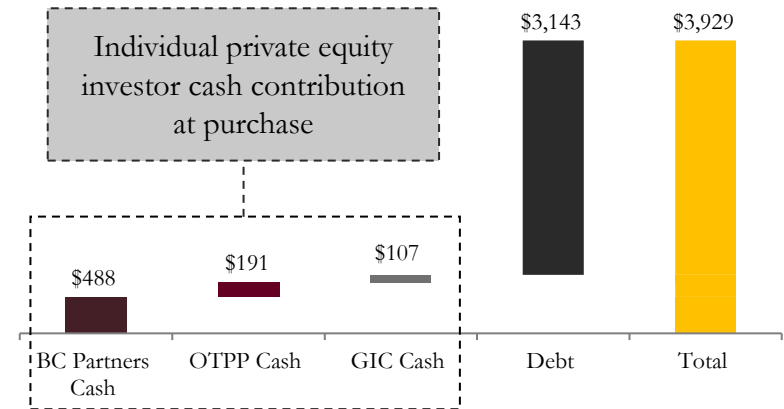 Individual private equity
investor cash contribution
at purchase
$488
$191
$107
$3,143
$3,929
BC Partners
Cash
OTPP Cash
GIC Cash
Debt
Total